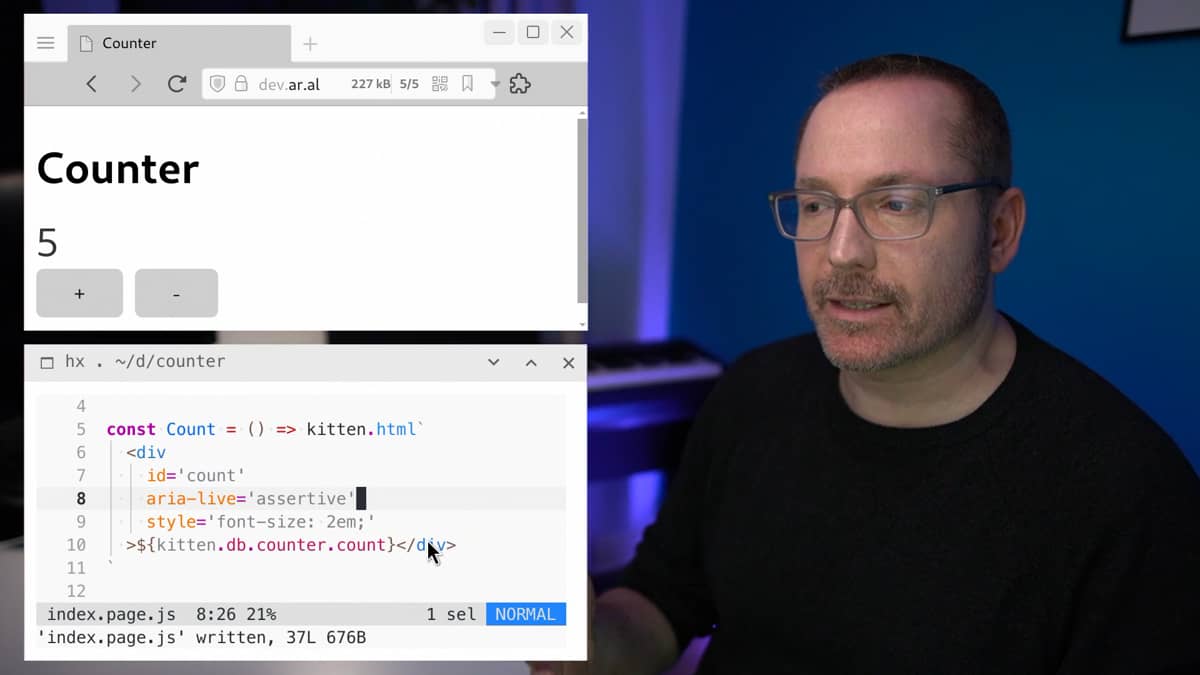 Counter
dev.ar.al 227 kB 5/5
Counter
5
+ -
hx . ~/d/counter
4
5 const Count = () => kitten.html`
6 <div
7 id='count'
8 aria-live='assertive'
9 style='font-size: 2em;'
10 >${kitten.db.counter.count}</div>
11 `
12
index.page.js 8:26 21% 1 sel NORMAL
'index.page.js' written, 37L 676B